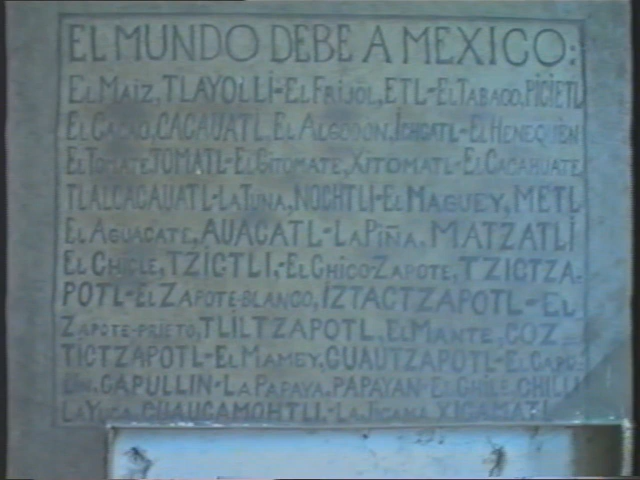 EL MUNDO DEBE A MEXICO:
EL MAIZ, TLAYOLLI-EL FRIJOL, ETL-EL TABACO, PICIETL
EL CACAO, CACAUATL, EL ALGODON, ICHCATL-EL HENEQUEN
EL TOMATE TOMATL-EL GITOMATE, XITOMATL-EL CACAHUATE
TLALCACAUATL-LA TUNA, NOCHTLI-EL MAGUEY, METL
EL AGUACATE, AUACATL-LA PIÑA, MATZATLI
EL CHICLE, TZICTLI,-EL CHICO-ZAPOTE, TZICTZA-
POTL-EL ZAPOTE-BLANCO, IZTACTZAPOTL-EL
ZAPOTE-PRIETO, TLILTZAPOTL, EL MANTE, COZ_
TICTZAPOTL-EL MAMEY, CUAUTZAPOTL-EL CAPU-
LIN, CAPULLIN-LA PAPAYA, PAPAYAN-EL CHILE, CHILLI
LA YUCA, CUAUCAMOHTLI,-LA JICAMA XICAMATL